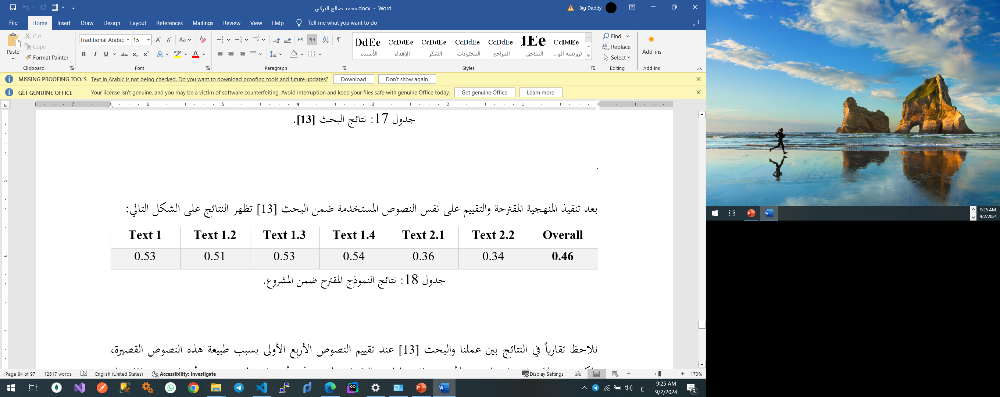 محمد صالح التركي.docx - Word
Big Daddy
File Home Insert Draw Design Layout References Mailings Review View Help Tell me what you want to do
Paste
Cut
Copy
Format Painter
Clipboard
Traditional Arabic 15
Font
Paragraph
DdEe CcDdEe CcDdEe CcDdEe CcDdEe CcDdEe
الأسماء الإهداء الشكر المحتويات المراجع الملاحق ترويسة الو...
Styles
Find
Replace
Select
Editing
Add-ins
Add-ins
MISSING PROOFING TOOLS Text in Arabic is not being checked. Do you want to download proofing tools and future updates? Download Don't show again
GET GENUINE OFFICE Your license isn't genuine, and you may be a victim of software counterfeiting. Avoid interruption and keep your files safe with genuine Office today. Get genuine Office Learn more
7 6 5 4 3 2 1
جدول 17: نتائج البحث [13].
بعد تنفيذ المنهجية المقترحة والتقييم على نفس النصوص المستخدمة ضمن البحث [13] تظهر النتائج على الشكل التالي:
Text 1 Text 1.2 Text 1.3 Text 1.4 Text 2.1 Text 2.2 Overall
0.53 0.51 0.53 0.54 0.36 0.34 0.46
جدول 18: نتائج النموذج المقترح ضمن المشروع.
نلاحظ تقارباً في النتائج بين عملنا والبحث [13] عند تقييم النصوص الأربع الأولى بسبب طبيعة هذه النصوص القصيرة،
5
6
7
Page 84 of 97 12617 words English (United States) Accessibility: Investigate Display Settings 170%
ع 9:25 AM
9/2/2024
3
9:25 AM
9/2/2024